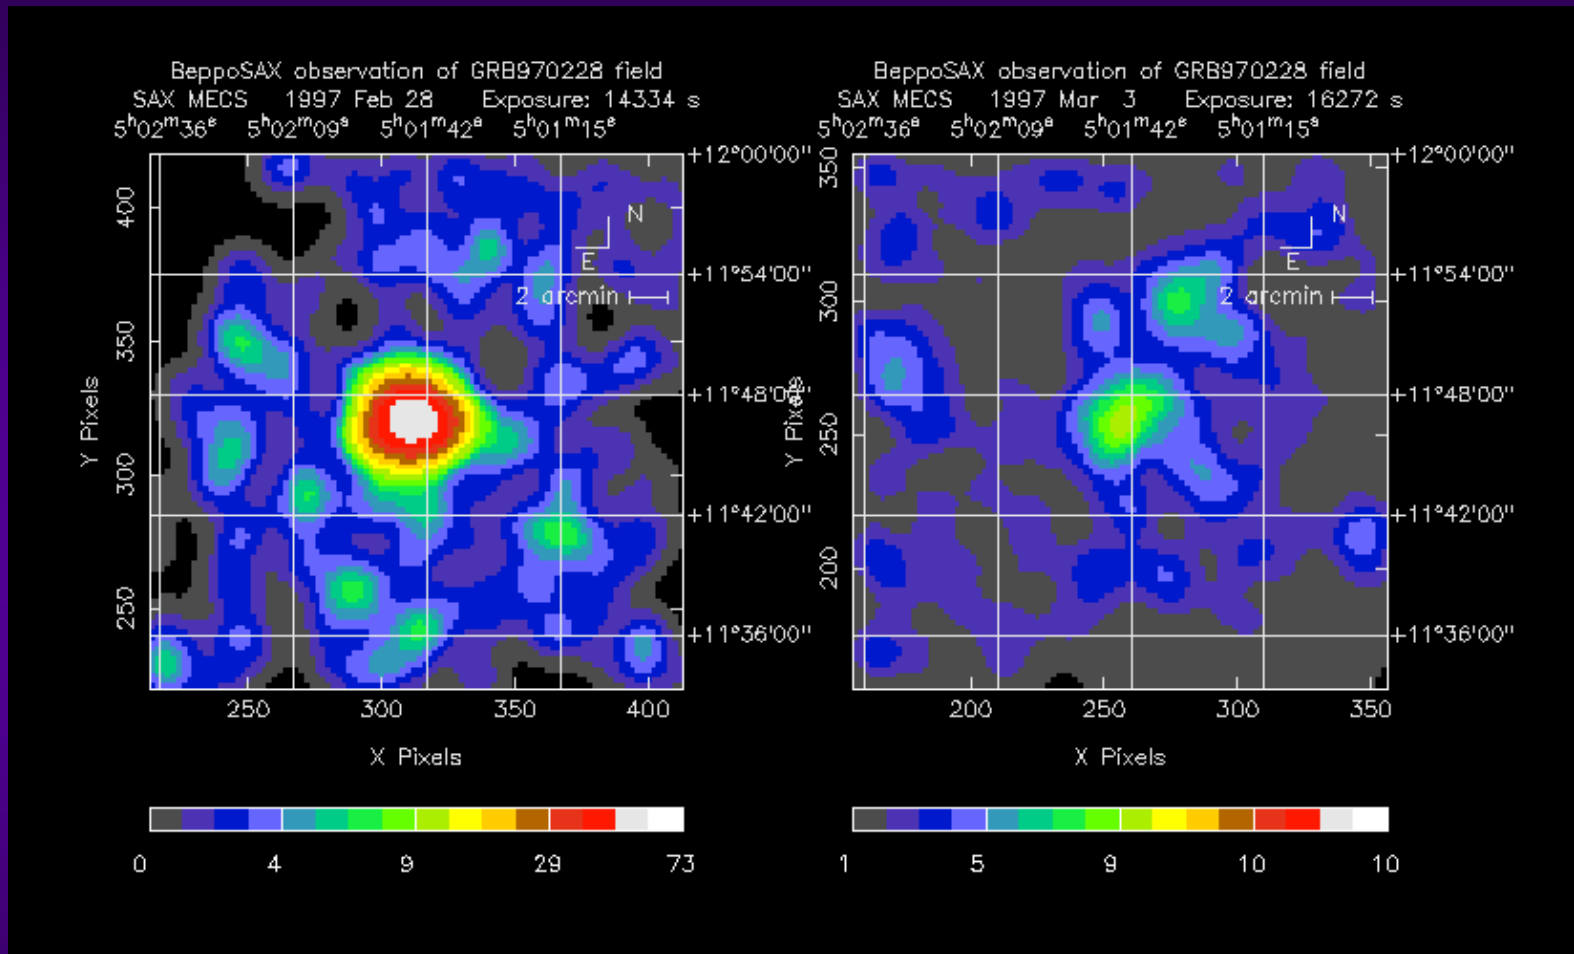 BeppoSAX observation of GRB970228 field
SAX MECS 1997 Feb 28 Exposure: 14334 s
5ʰ02ᵐ36ˢ 5ʰ02ᵐ09ˢ 5ʰ01ᵐ42ˢ 5ʰ01ᵐ15ˢ
+12°00'00"
400
N
E
+11°54'00"
2 arcmin
350
+11°48'00"
Y Pixels
300
+11°42'00"
250
+11°36'00"
250 300 350 400
X Pixels
0 4 9 29 73
BeppoSAX observation of GRB970228 field
SAX MECS 1997 Mar 3 Exposure: 16272 s
5ʰ02ᵐ36ˢ 5ʰ02ᵐ09ˢ 5ʰ01ᵐ42ˢ 5ʰ01ᵐ15ˢ
350
+12°00'00"
N
E
+11°54'00"
300
2 arcmin
+11°48'00"
Y Pixels
250
+11°42'00"
200
+11°36'00"
200 250 300 350
X Pixels
1 5 9 10 10